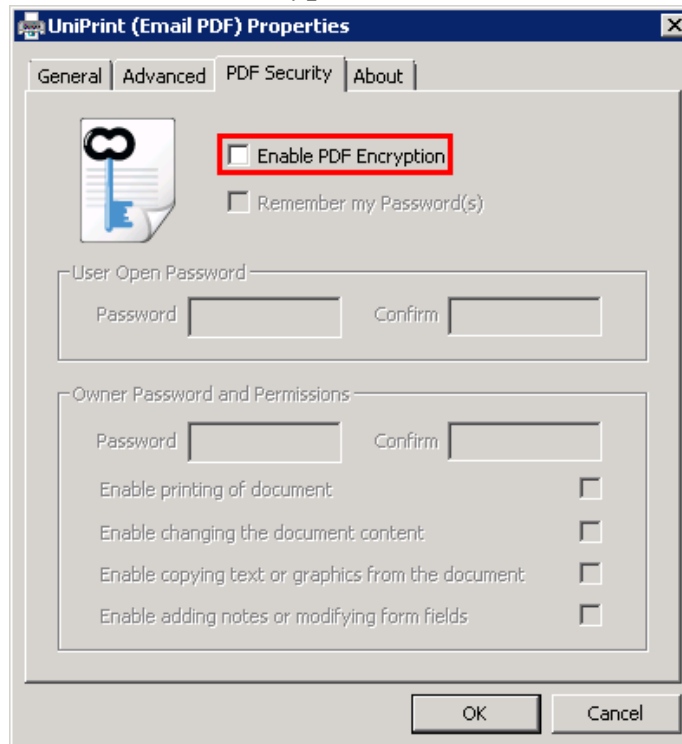 UniPrint (Email PDF) Properties
General Advanced PDF Security About
Enable PDF Encryption
Remember my Password(s)
User Open Password
Password Confirm
Owner Password and Permissions
Password Confirm
Enable printing of document
Enable changing the document content
Enable copying text or graphics from the document
Enable adding notes or modifying form fields
OK Cancel